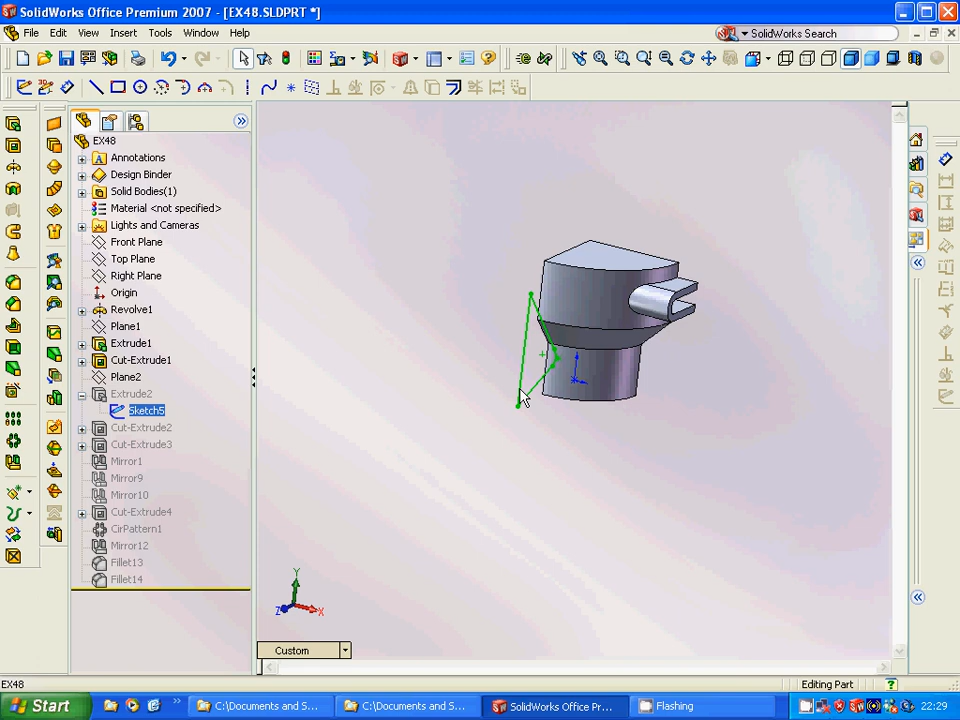 SolidWorks Office Premium 2007 - [EX48.SLDPRT *]
File Edit View Insert Tools Window Help
SolidWorks Search
EX48
Annotations
Design Binder
Solid Bodies(1)
Material <not specified>
Lights and Cameras
Front Plane
Top Plane
Right Plane
Origin
Revolve1
Plane1
Extrude1
Cut-Extrude1
Plane2
Extrude2
Sketch5
Cut-Extrude2
Cut-Extrude3
Mirror1
Mirror9
Mirror10
Cut-Extrude4
CirPattern1
Mirror12
Fillet13
Fillet14
Y
Z X
Custom
EX48
Editing Part
Start
C:\Documents and S...
C:\Documents and S...
SolidWorks Office Pr...
Flashing
22:29